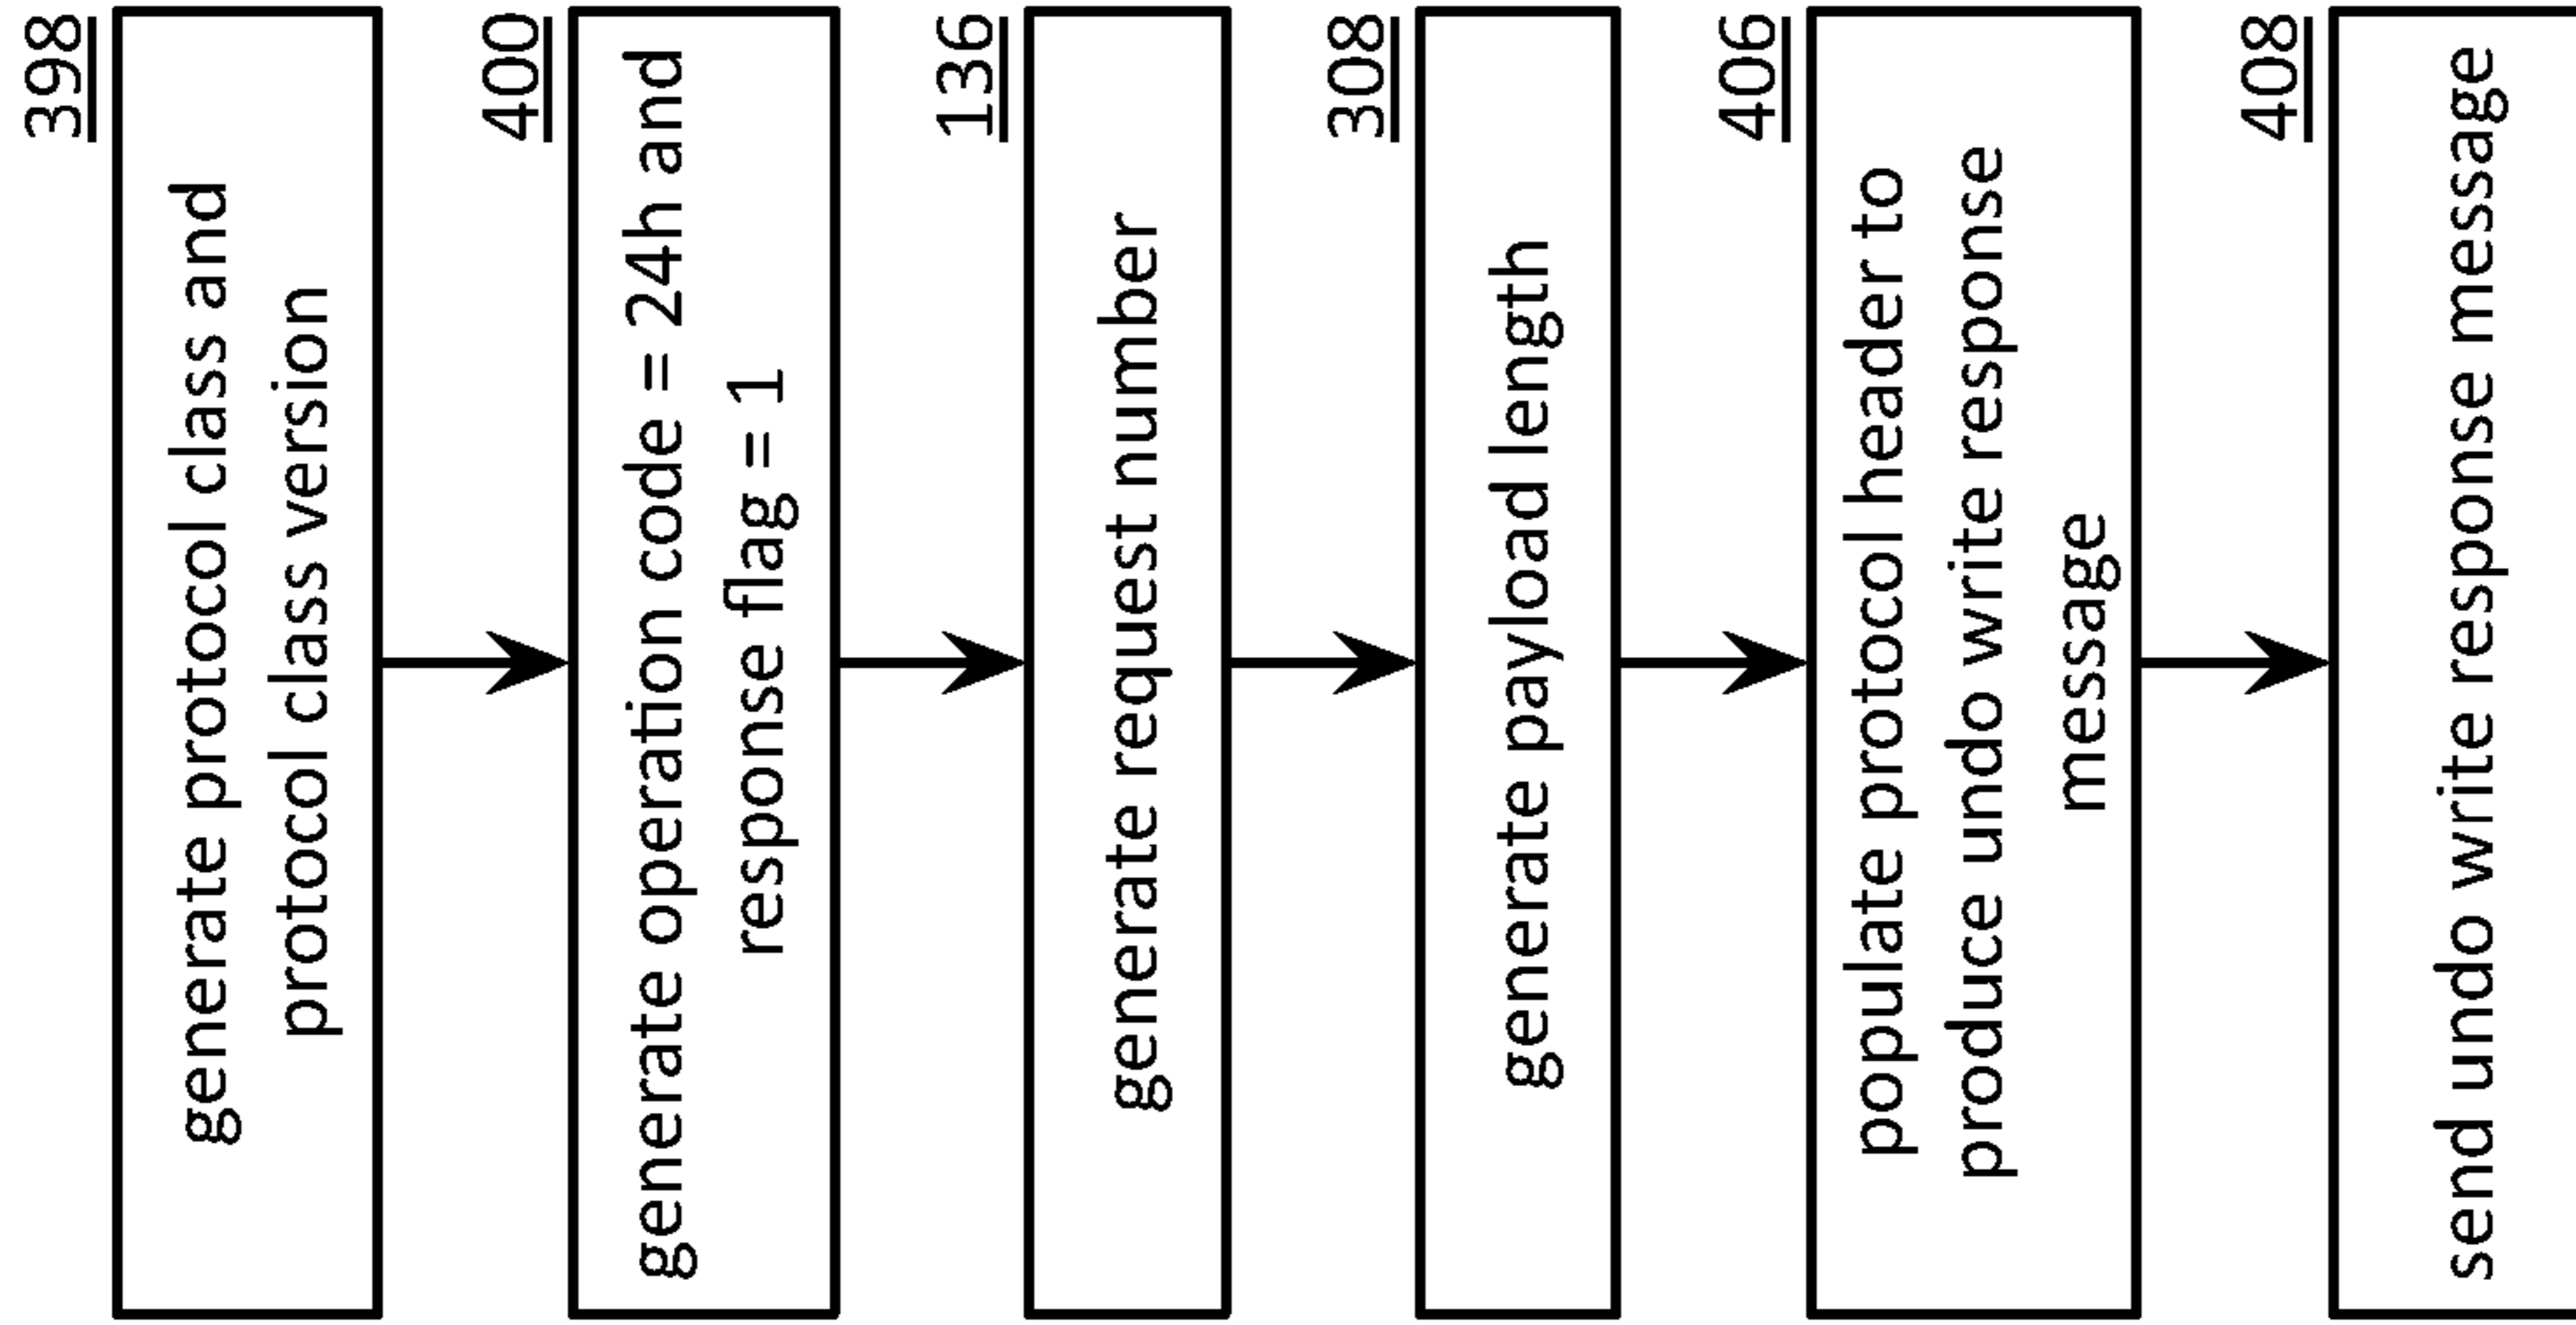 398
generate protocol class and
protocol class version
400
generate operation code = 24h and
response flag = 1
136
generate request number
308
generate payload length
406
populate protocol header to
produce undo write response
message
408
send undo write response message